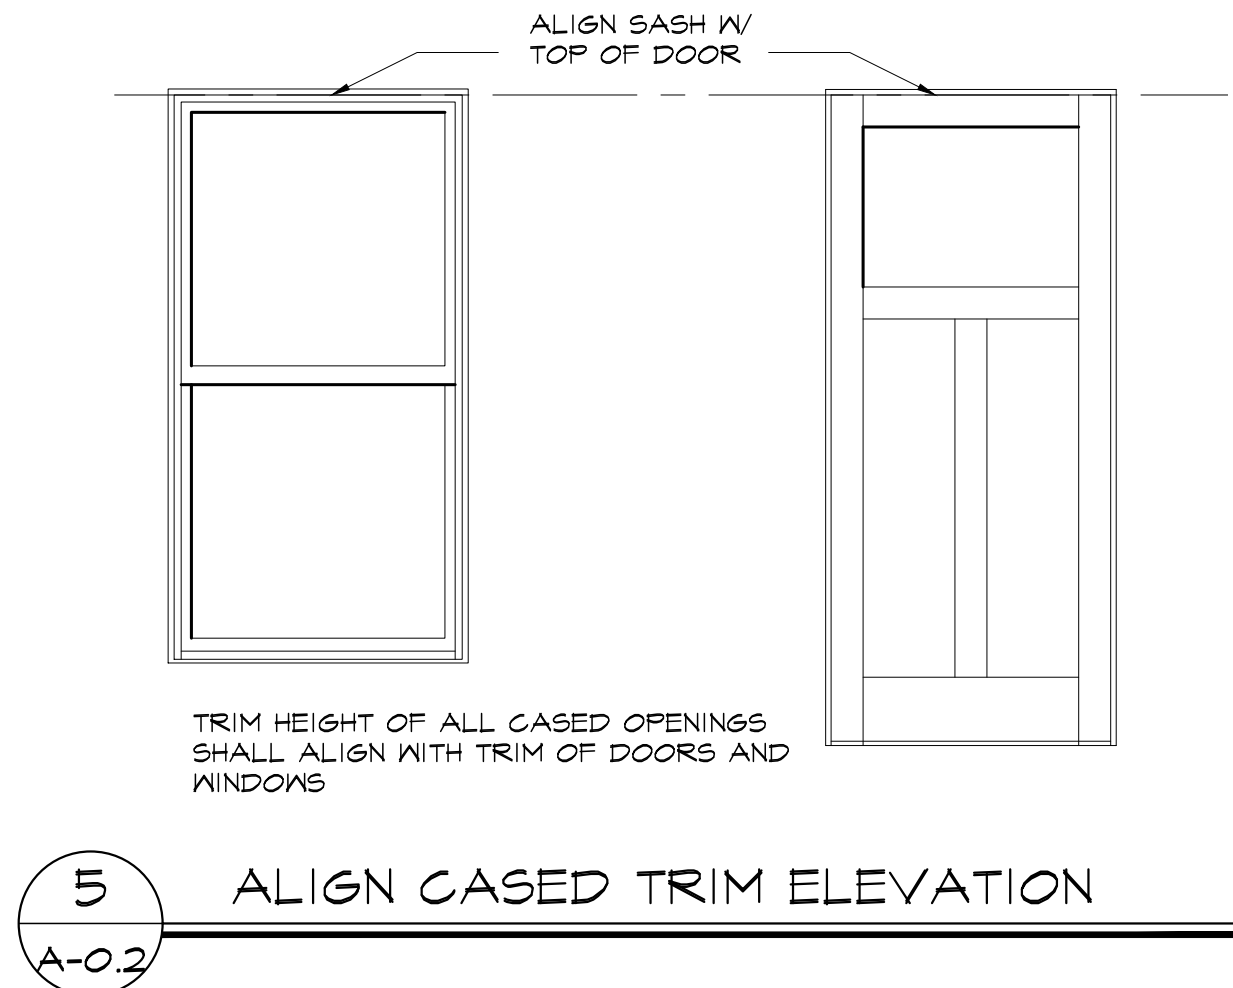 ALIGN SASH W/
TOP OF DOOR
TRIM HEIGHT OF ALL CASED OPENINGS
SHALL ALIGN WITH TRIM OF DOORS AND
WINDOWS
5
ALIGN CASED TRIM ELEVATION
A-0.2